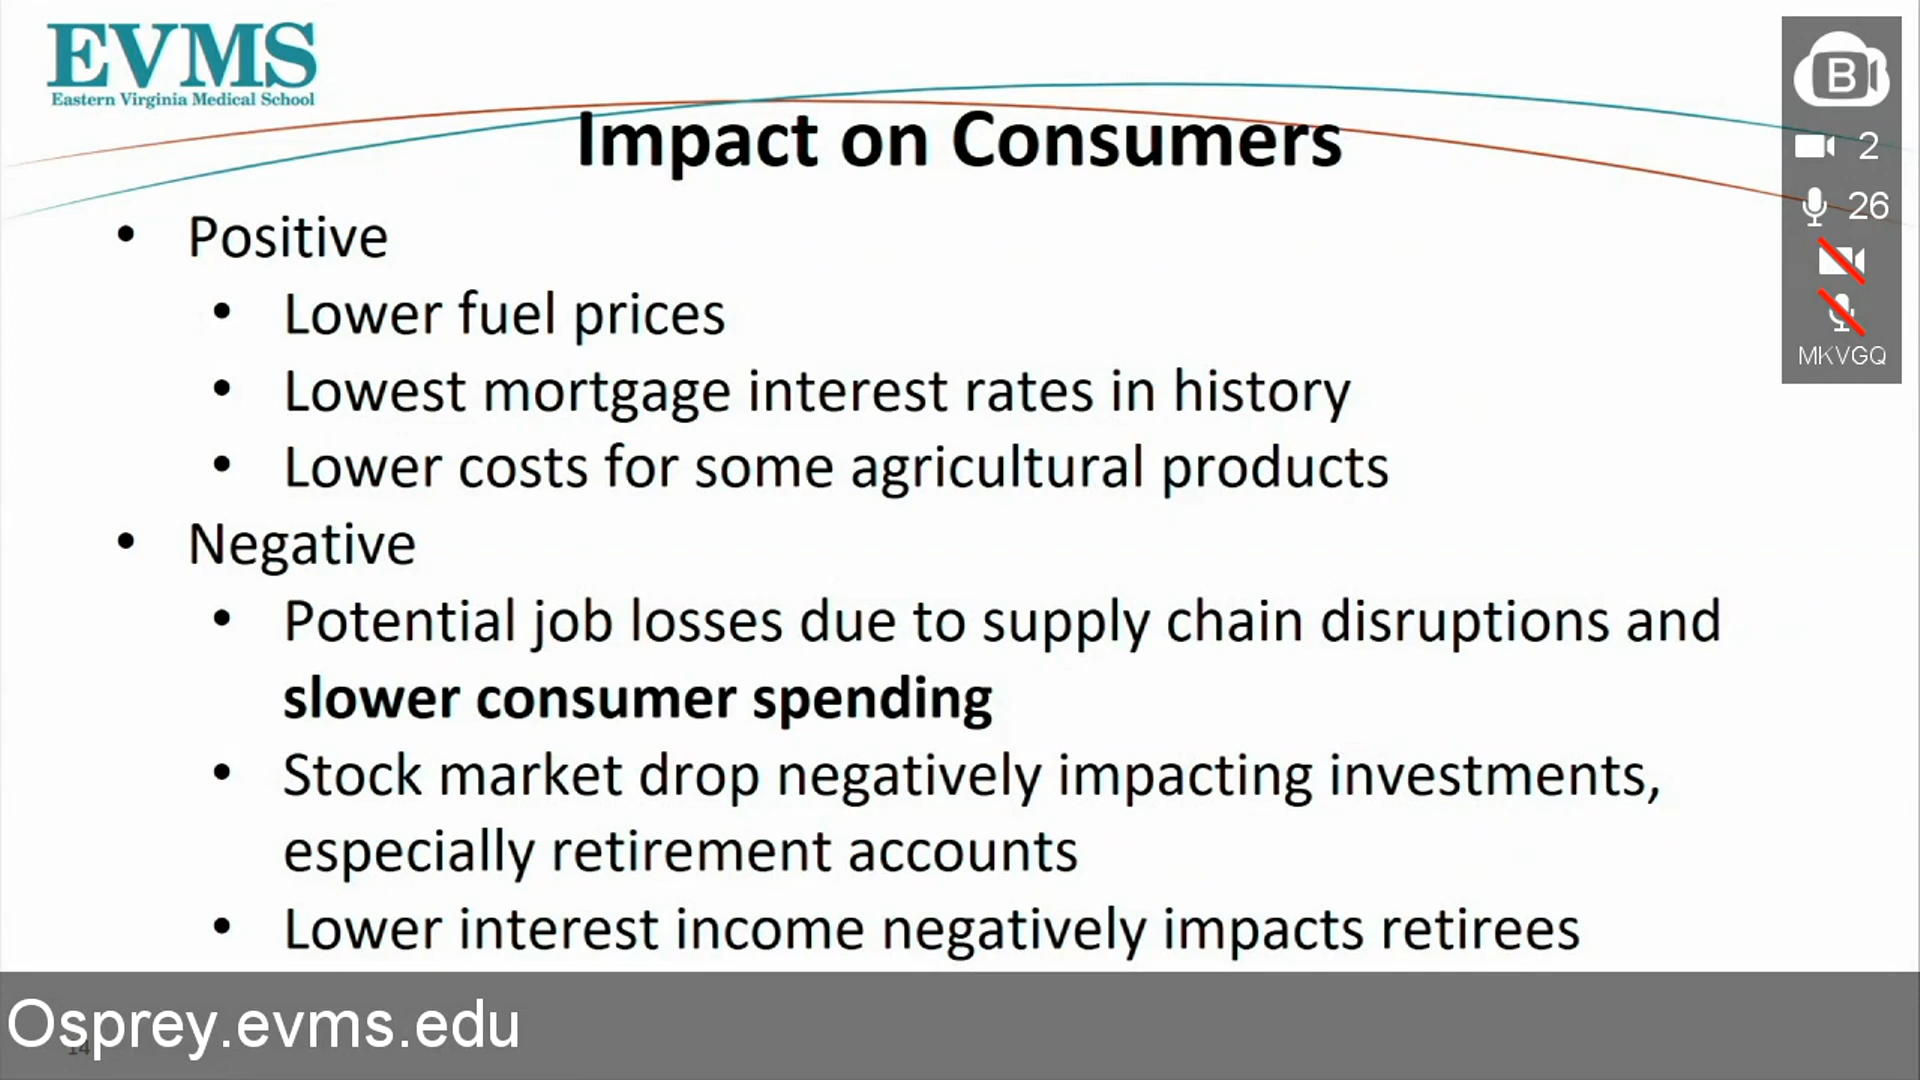 EVMS
Eastern Virginia Medical School
Impact on Consumers
• Positive
• Lower fuel prices
• Lowest mortgage interest rates in history
• Lower costs for some agricultural products
• Negative
• Potential job losses due to supply chain disruptions and
slower consumer spending
• Stock market drop negatively impacting investments,
especially retirement accounts
• Lower interest income negatively impacts retirees
B
2
26
MKVGQ
Osprey.evms.edu
14